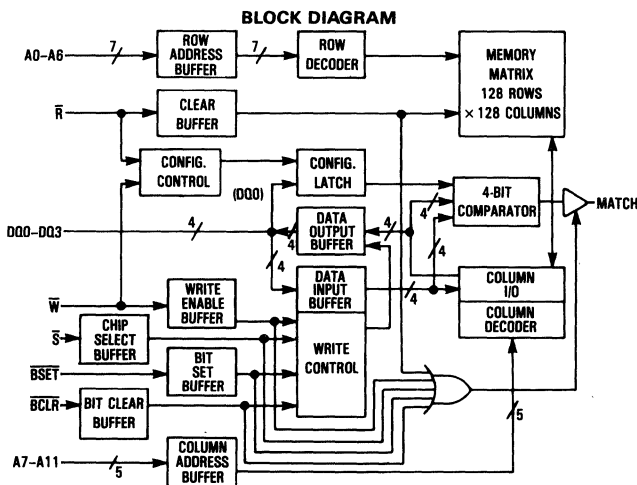 BLOCK DIAGRAM
A0–A6
7
ROW
ADDRESS
BUFFER
7
ROW
DECODER
MEMORY
MATRIX
128 ROWS
× 128 COLUMNS
R̅
CLEAR
BUFFER
CONFIG.
CONTROL
CONFIG.
LATCH
(DQ0)
4-BIT
COMPARATOR
4
4
MATCH
DQ0–DQ3
4
4
DATA
OUTPUT
BUFFER
4
4
DATA
INPUT
BUFFER
4
COLUMN
I/O
COLUMN
DECODER
W̅
WRITE
ENABLE
BUFFER
S̅
CHIP
SELECT
BUFFER
WRITE
CONTROL
B̅S̅E̅T̅
BIT
SET
BUFFER
B̅C̅L̅R̅
BIT CLEAR
BUFFER
5
A7–A11
5
COLUMN
ADDRESS
BUFFER